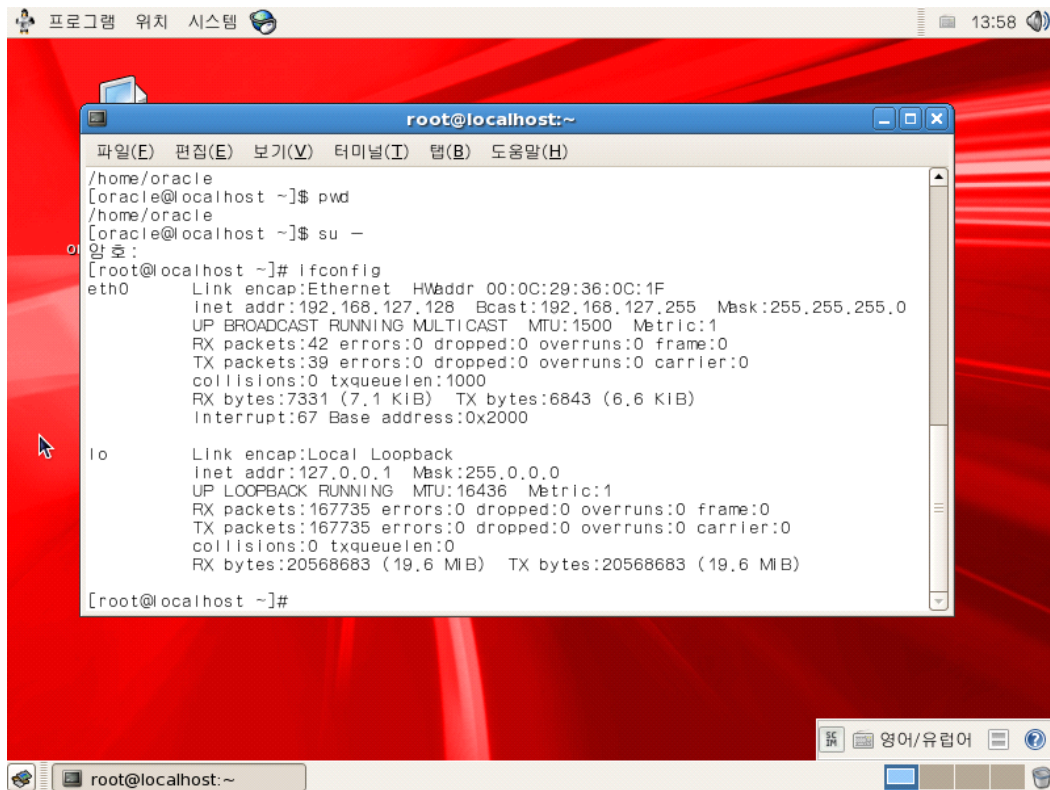 프로그램 위치 시스템 13:58
root@localhost:~
파일(F) 편집(E) 보기(V) 터미널(T) 탭(B) 도움말(H)
/home/oracle
[oracle@localhost ~]$ pwd
/home/oracle
[oracle@localhost ~]$ su -
암호:
[root@localhost ~]# ifconfig
eth0 Link encap:Ethernet HWaddr 00:0C:29:36:0C:1F
inet addr:192.168.127.128 Bcast:192.168.127.255 Mask:255.255.255.0
UP BROADCAST RUNNING MULTICAST MTU:1500 Metric:1
RX packets:42 errors:0 dropped:0 overruns:0 frame:0
TX packets:39 errors:0 dropped:0 overruns:0 carrier:0
collisions:0 txqueuelen:1000
RX bytes:7331 (7.1 KiB) TX bytes:6843 (6.6 KiB)
Interrupt:67 Base address:0x2000
lo Link encap:Local Loopback
inet addr:127.0.0.1 Mask:255.0.0.0
UP LOOPBACK RUNNING MTU:16436 Metric:1
RX packets:167735 errors:0 dropped:0 overruns:0 frame:0
TX packets:167735 errors:0 dropped:0 overruns:0 carrier:0
collisions:0 txqueuelen:0
RX bytes:20568683 (19.6 MiB) TX bytes:20568683 (19.6 MiB)
[root@localhost ~]#
SCIM 영어/유럽어
root@localhost:~